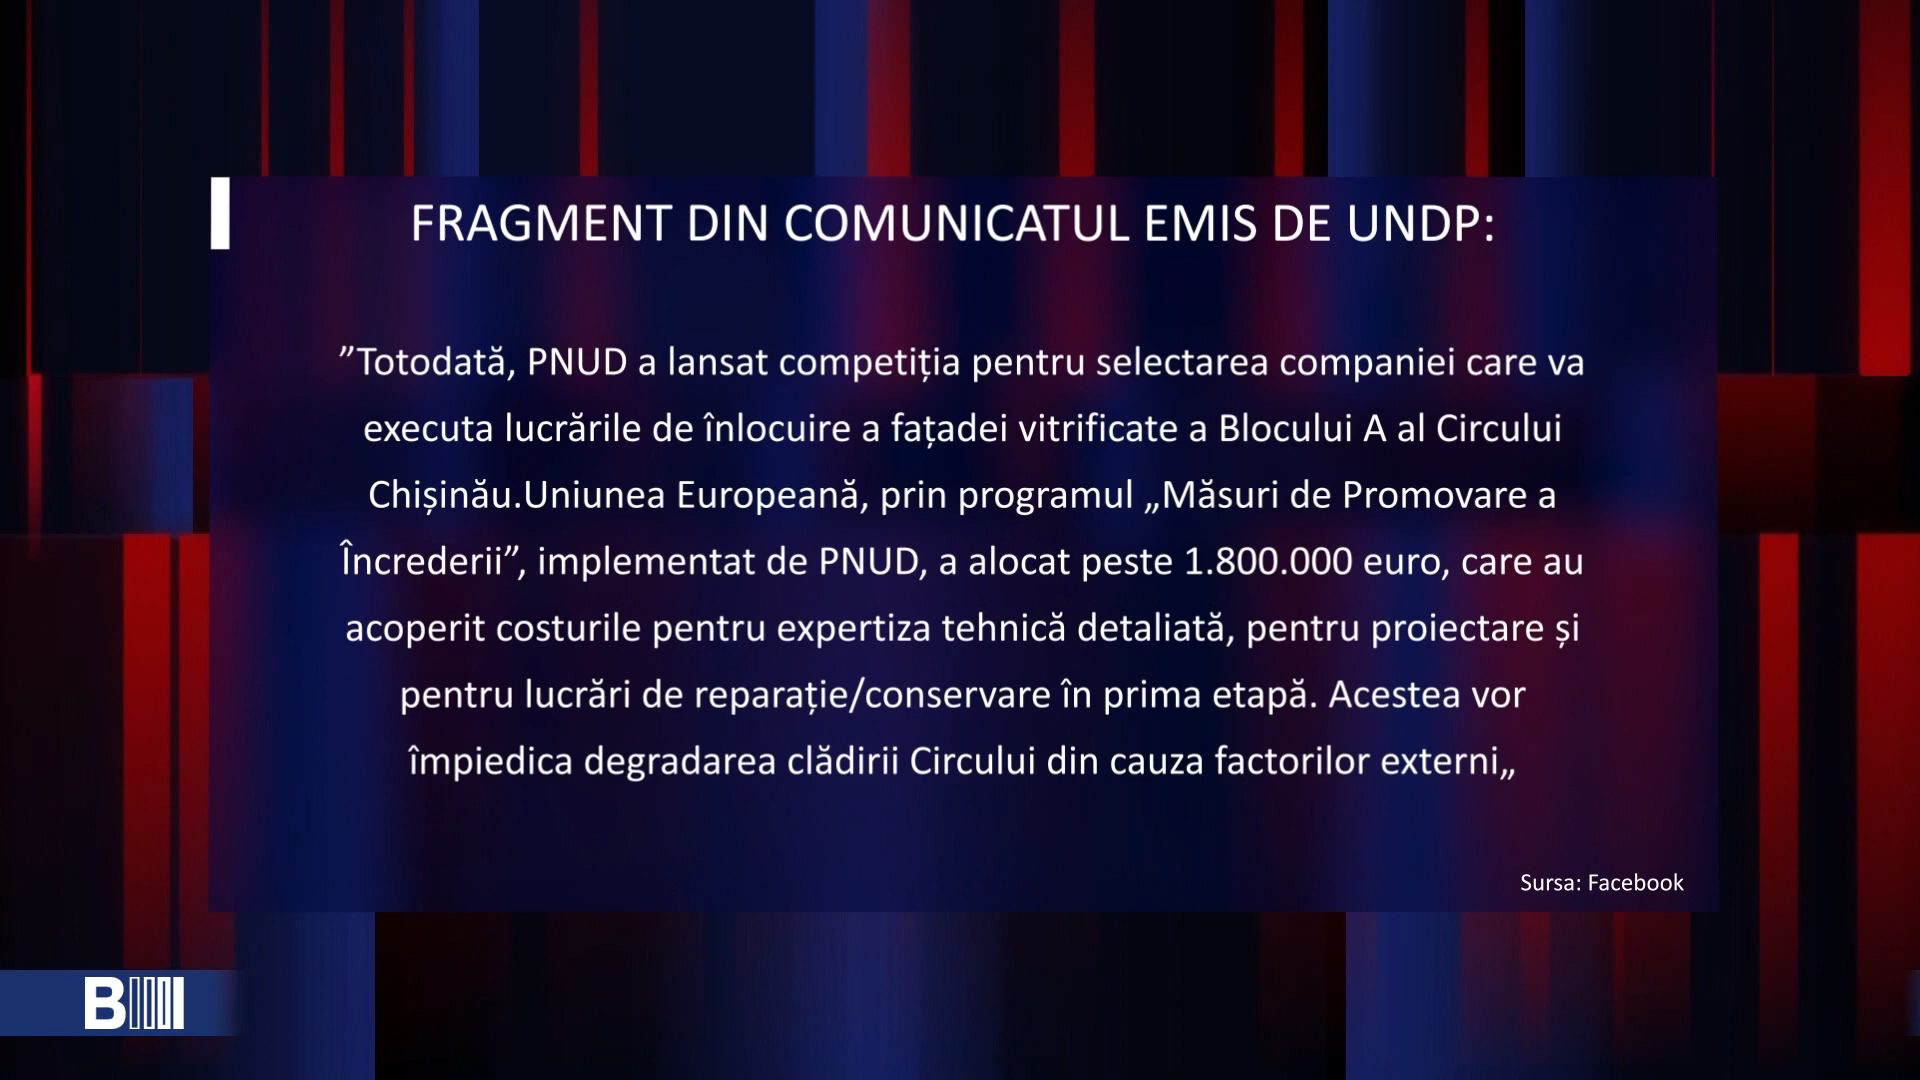 FRAGMENT DIN COMUNICATUL EMIS DE UNDP:
”Totodată, PNUD a lansat competiția pentru selectarea companiei care va
executa lucrările de înlocuire a fațadei vitrificate a Blocului A al Circului
Chișinău.Uniunea Europeană, prin programul „Măsuri de Promovare a
Încrederii”, implementat de PNUD, a alocat peste 1.800.000 euro, care au
acoperit costurile pentru expertiza tehnică detaliată, pentru proiectare și
pentru lucrări de reparație/conservare în prima etapă. Acestea vor
împiedica degradarea clădirii Circului din cauza factorilor externi„
Sursa: Facebook
B